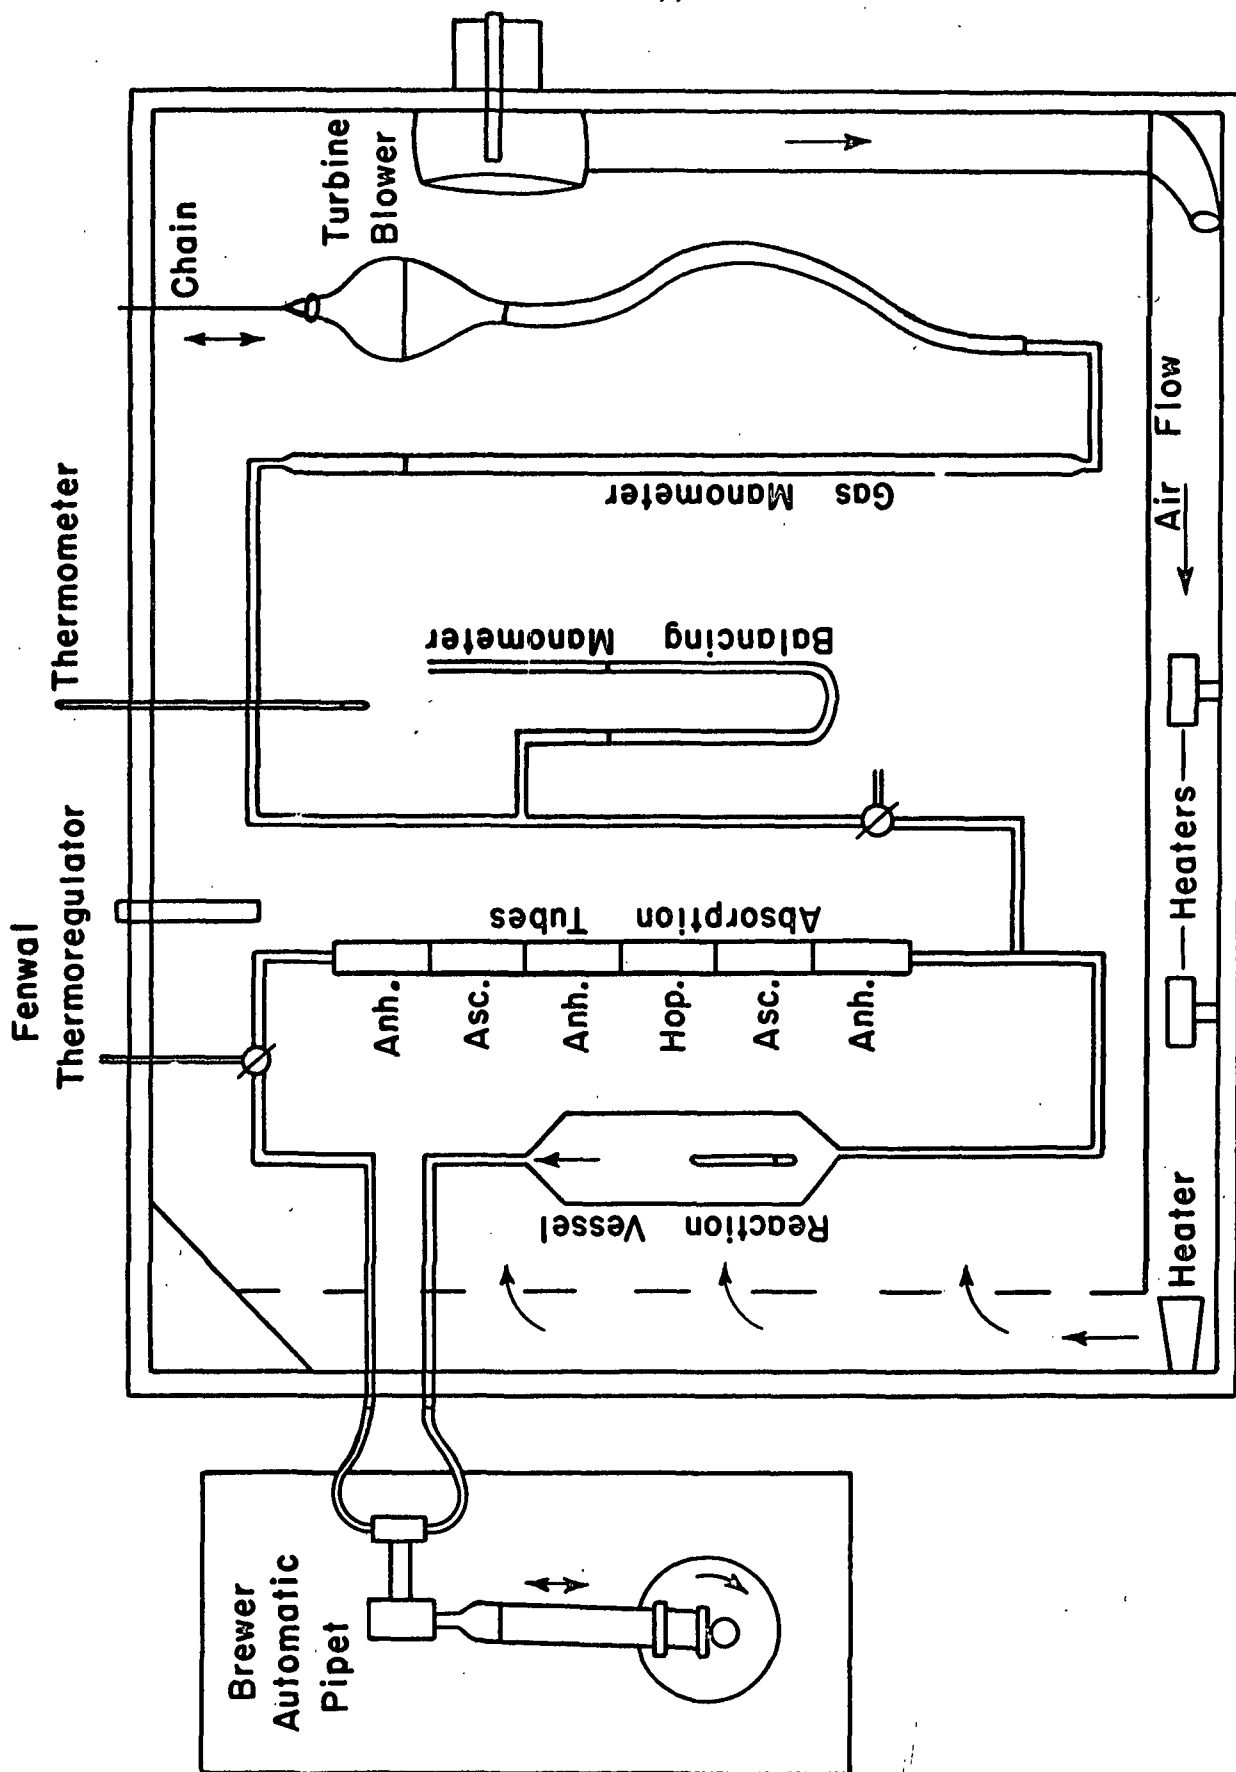 Fenwal
Thermoregulator
Thermometer
Chain
Turbine
Blower
Gas Manometer
Balancing
Manometer
Absorption Tubes
Anh.
Asc.
Anh.
Hop.
Asc.
Anh.
Reaction Vessel
Air Flow
Heaters
Heater
Brewer
Automatic
Pipet